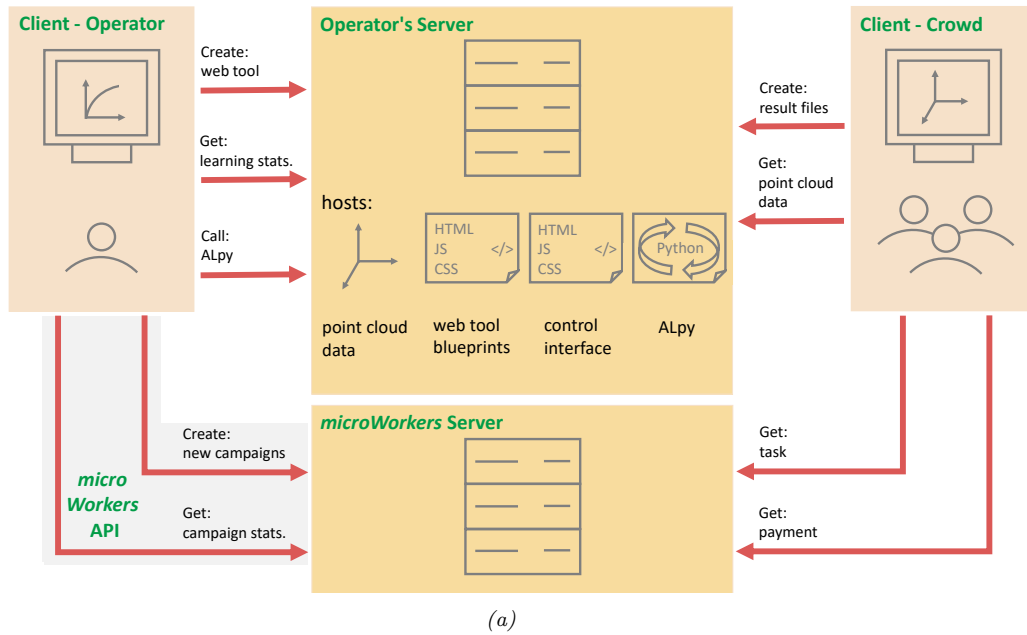 Client - Operator
Create:
web tool
Get:
learning stats.
Call:
ALpy
Operator's Server
hosts:
HTML
JS </>
CSS
HTML
JS </>
CSS
Python
point cloud
data
web tool
blueprints
control
interface
ALpy
Client - Crowd
Create:
result files
Get:
point cloud
data
micro
Workers
API
Create:
new campaigns
Get:
campaign stats.
microWorkers Server
Get:
task
Get:
payment
(a)